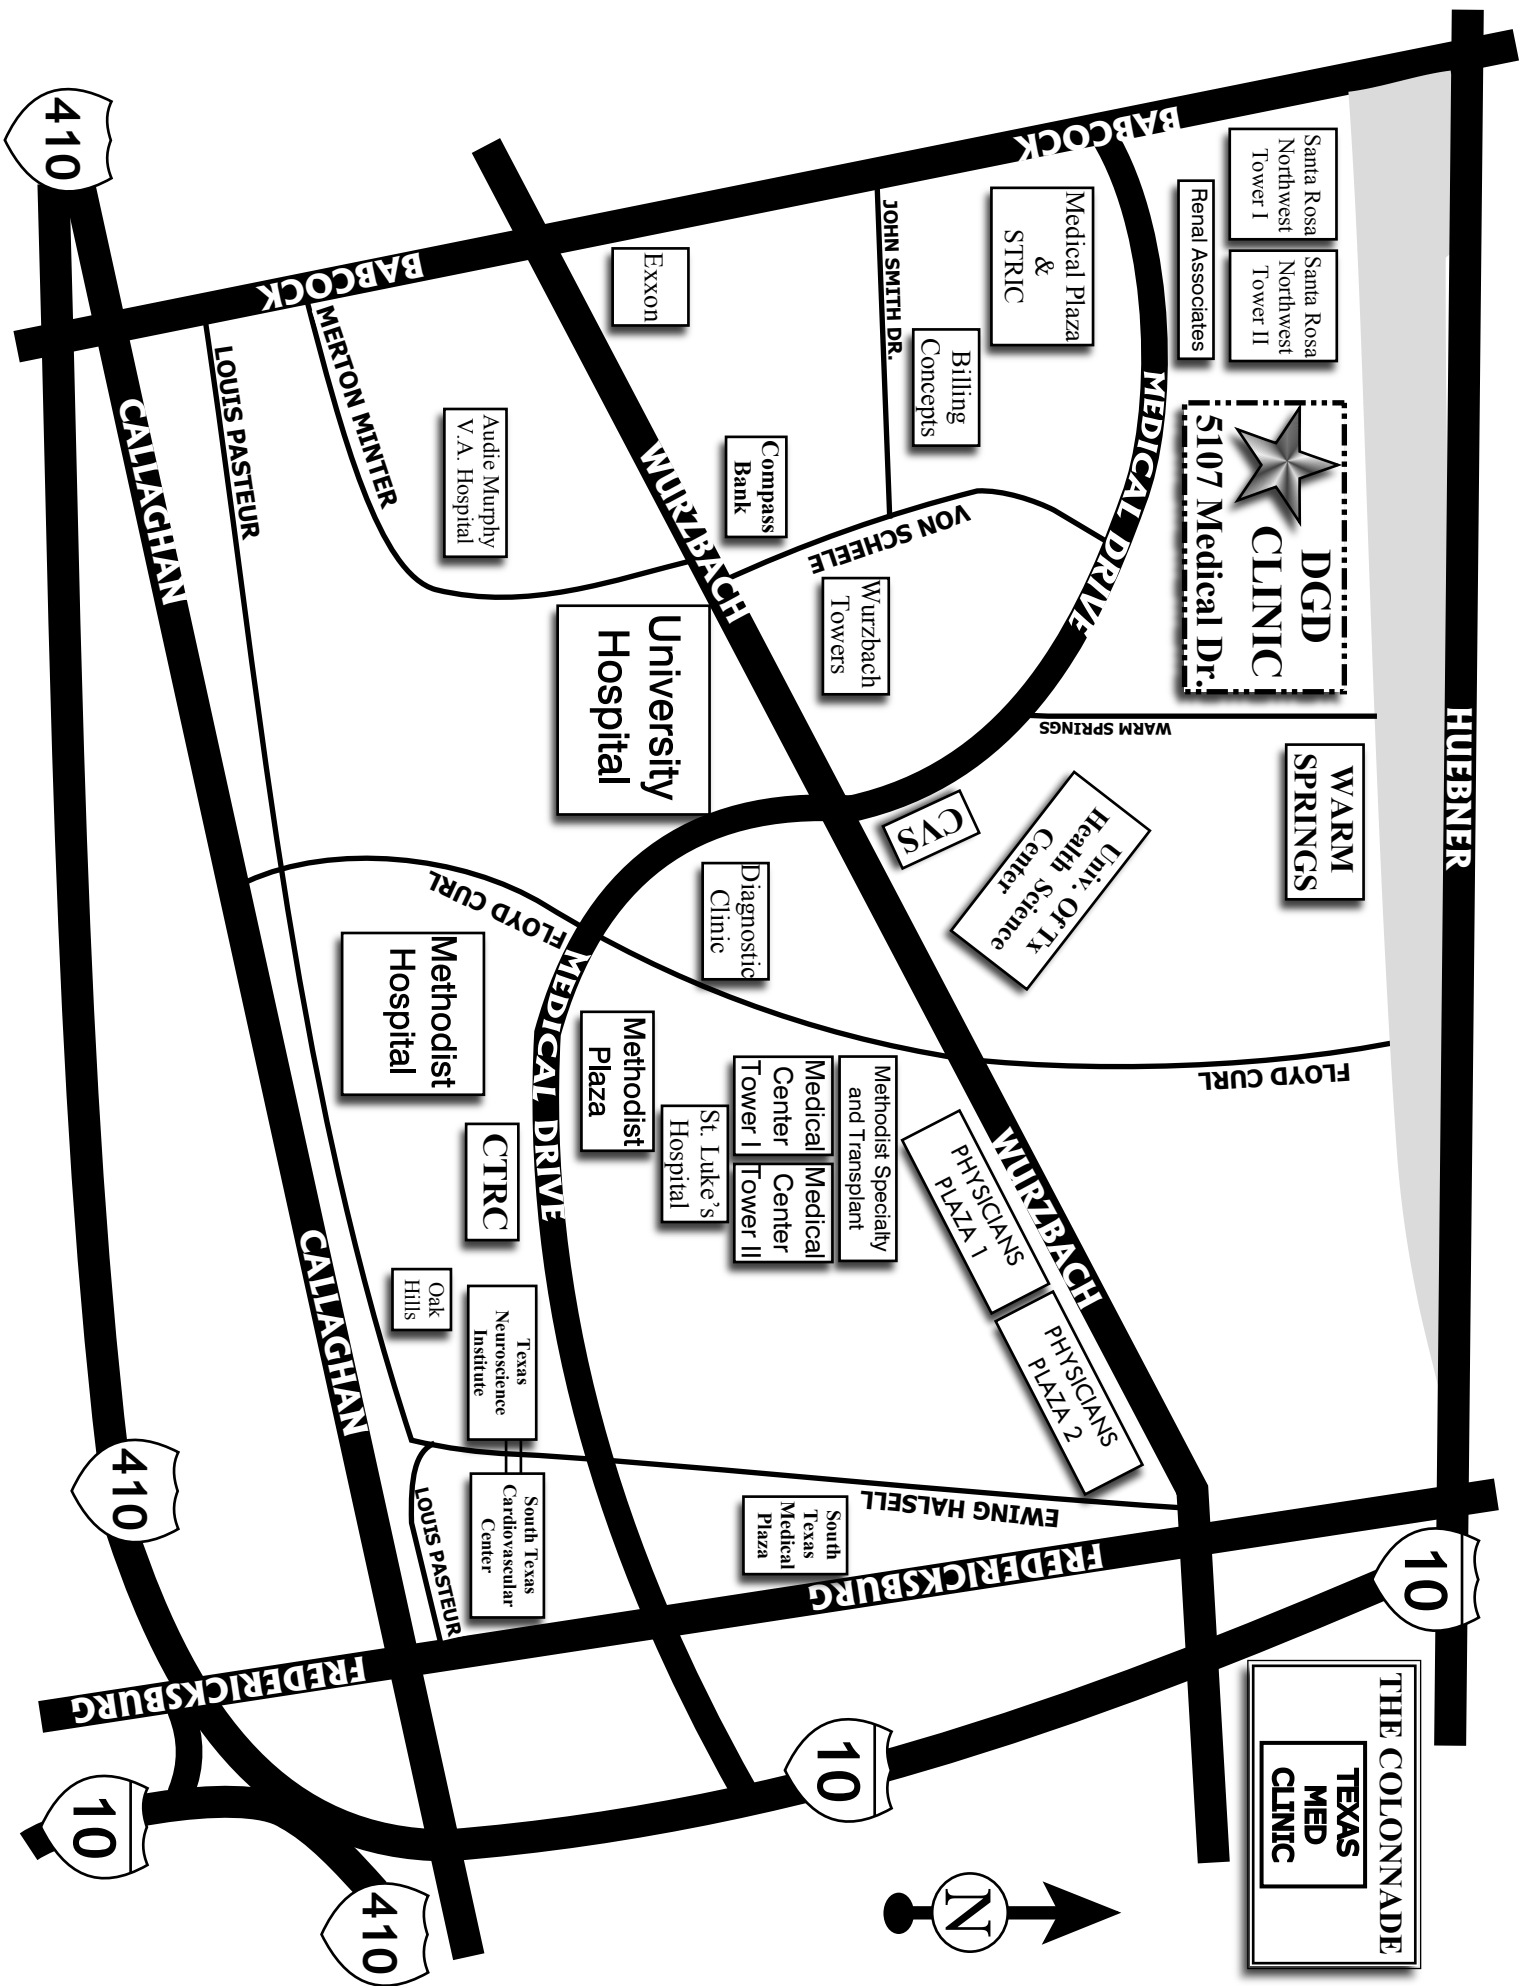 HUEBNER
THE COLONNADE
TEXAS
MED
CLINIC
10
Santa Rosa
Northwest
Tower I
Santa Rosa
Northwest
Tower II
Renal Associates
DGD
CLINIC
5107 Medical Dr.
WARM
SPRINGS
WARM SPRINGS
FLOYD CURL
BABCOCK
MEDICAL DRIVE
Medical Plaza
&
STRIC
Billing
Concepts
JOHN SMITH DR.
VON SCHEELE
Wurzbach
Towers
Compass
Bank
Exxon
WURZBACH
CVS
Univ. Of Tx
Health Science
Center
WURZBACH
PHYSICIANS
PLAZA 1
PHYSICIANS
PLAZA 2
Methodist Specialty
and Transplant
Medical
Center
Tower I
Medical
Center
Tower II
St. Luke's
Hospital
Methodist
Plaza
Diagnostic
Clinic
EWING HALSELL
South
Texas
Medical
Plaza
FREDERICKSBURG
10
N
University
Hospital
Audie Murphy
V.A. Hospital
MERTON MINTER
BABCOCK
LOUIS PASTEUR
FLOYD CURL
MEDICAL DRIVE
Methodist
Hospital
CTRC
Oak
Hills
Texas
Neuroscience
Institute
South Texas
Cardiovascular
Center
LOUIS PASTEUR
CALLAGHAN
CALLAGHAN
410
410
FREDERICKSBURG
10
410